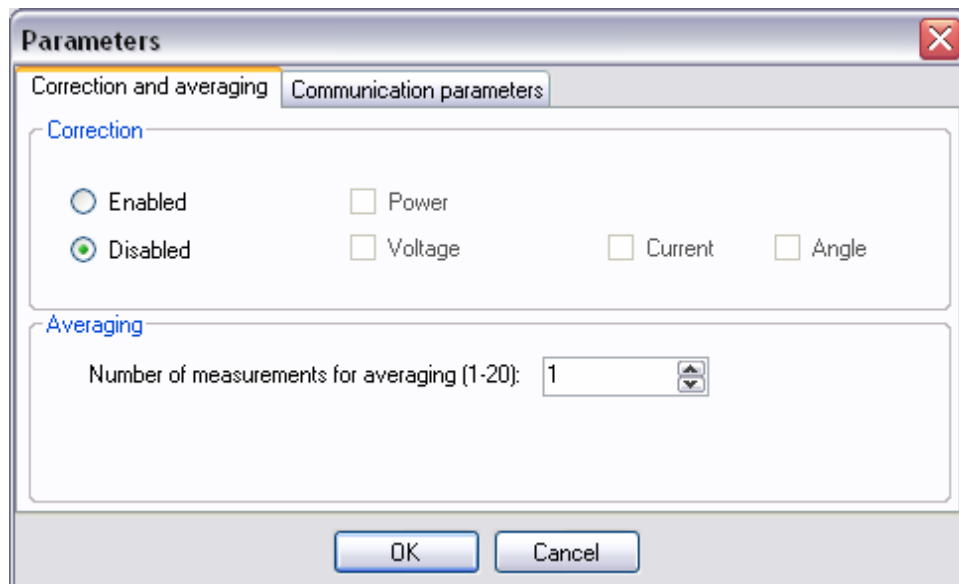 Parameters
Correction and averaging Communication parameters
Correction
Enabled Power
Disabled Voltage Current Angle
Averaging
Number of measurements for averaging (1-20): 1
OK Cancel